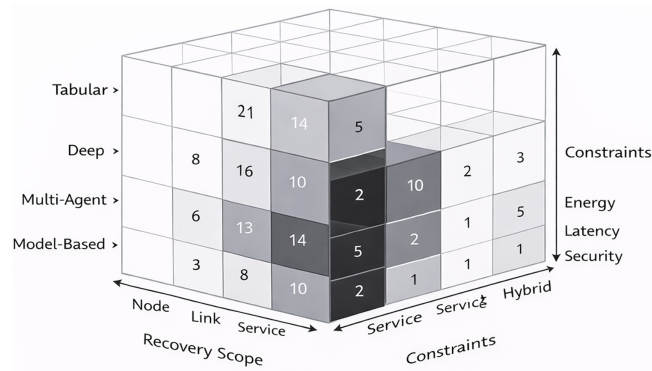 Tabular
21
14
5
Deep
8
16
10
2
10
2
3
Constraints
Multi-Agent
6
13
14
5
2
1
5
Energy
Latency
Model-Based
3
8
10
2
1
1
1
Security
Node
Link
Service
Service
Service
Hybrid
Recovery Scope
Constraints